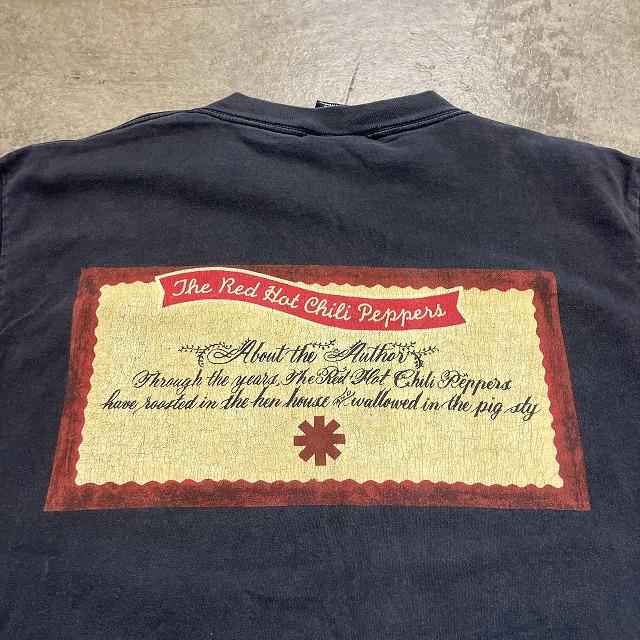 The Red Hot Chili Peppers
About the Author
Through the years, The Red Hot Chili Peppers
have roosted in the hen house & wallowed in the pig sty